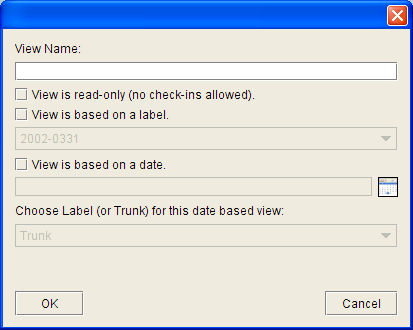 View Name:
View is read-only (no check-ins allowed).
View is based on a label.
2002-0331
View is based on a date.
Choose Label (or Trunk) for this date based view:
Trunk
OK Cancel